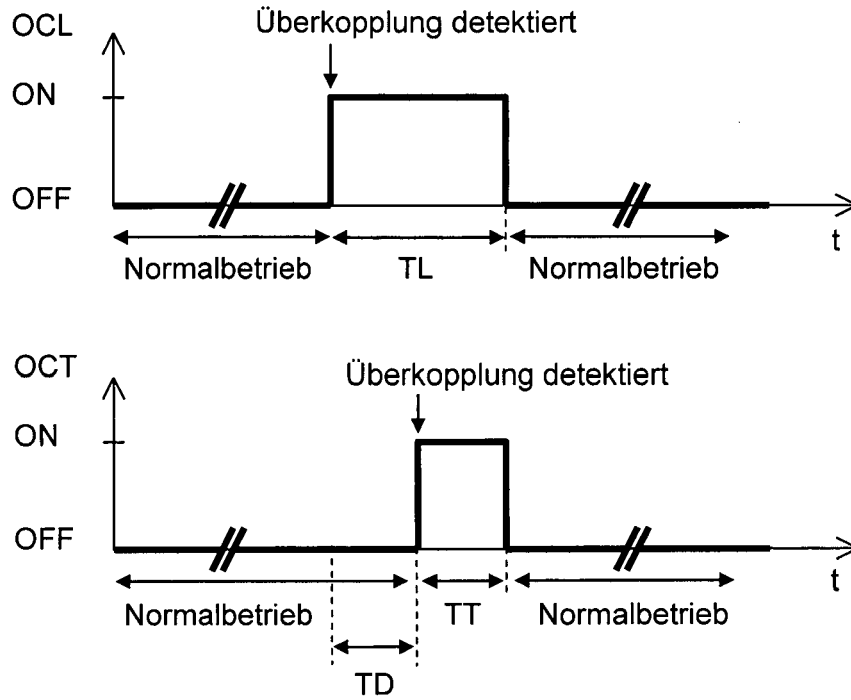 OCL
Überkopplung detektiert
ON
OFF
t
Normalbetrieb TL Normalbetrieb
OCT
Überkopplung detektiert
ON
OFF
t
Normalbetrieb TT Normalbetrieb
TD